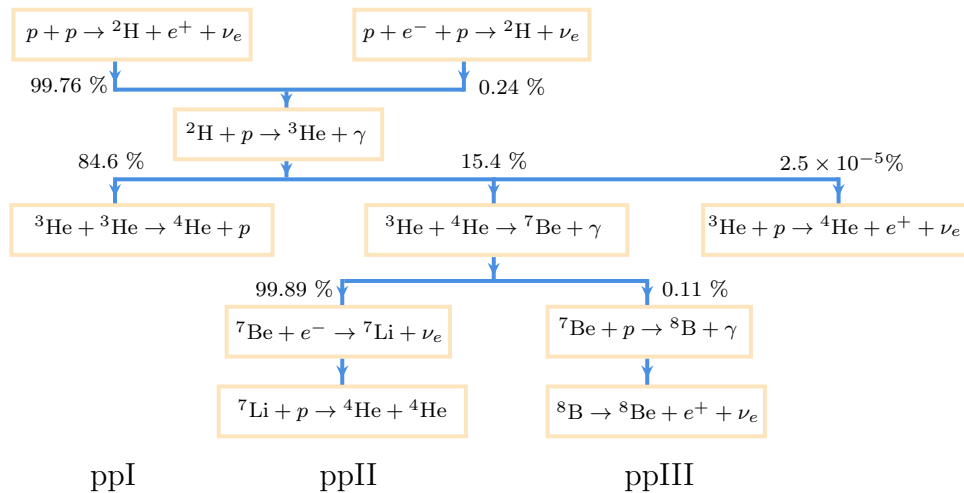 p + p → ²H + e⁺ + νₑ
p + e⁻ + p → ²H + νₑ
99.76 %
0.24 %
²H + p → ³He + γ
84.6 %
15.4 %
2.5 × 10⁻⁵%
³He + ³He → ⁴He + p
³He + ⁴He → ⁷Be + γ
³He + p → ⁴He + e⁺ + νₑ
99.89 %
0.11 %
⁷Be + e⁻ → ⁷Li + νₑ
⁷Be + p → ⁸B + γ
⁷Li + p → ⁴He + ⁴He
⁸B → ⁸Be + e⁺ + νₑ
ppI
ppII
ppIII